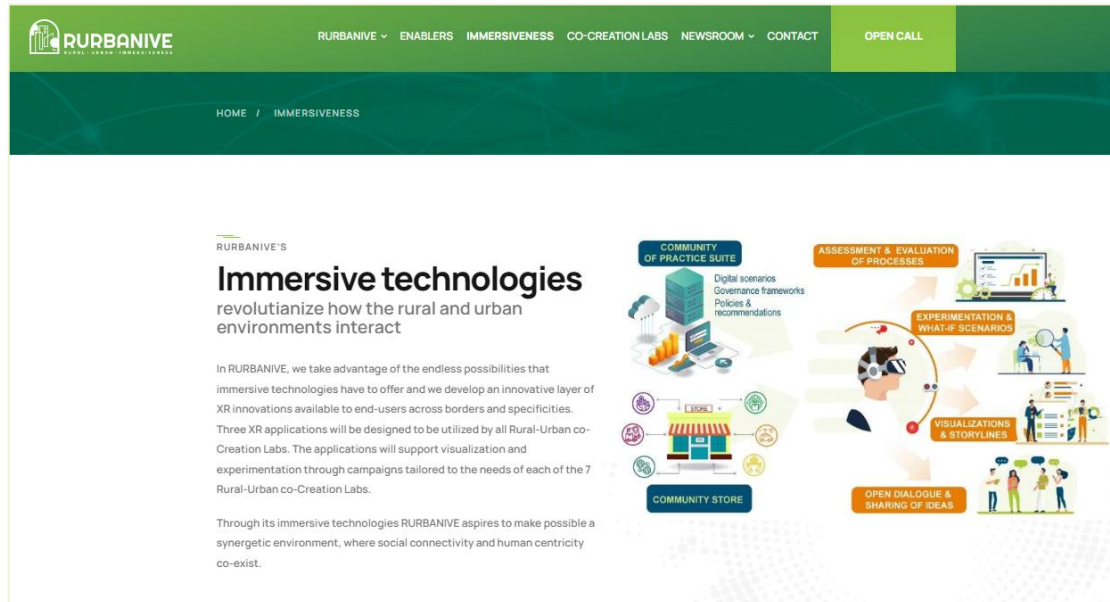 RURBANIVE
RURAL - URBAN - IMMERSIVENESS
RURBANIVE
ENABLERS
IMMERSIVENESS
CO-CREATION LABS
NEWSROOM
CONTACT
OPEN CALL
HOME / IMMERSIVENESS
RURBANIVE'S
Immersive technologies
revolutianize how the rural and urban
environments interact
In RURBANIVE, we take advantage of the endless possibilities that
immersive technologies have to offer and we develop an innovative layer of
XR innovations available to end-users across borders and specificities.
Three XR applications will be designed to be utilized by all Rural-Urban co-
Creation Labs. The applications will support visualization and
experimentation through campaigns tailored to the needs of each of the 7
Rural-Urban co-Creation Labs.
Through its immersive technologies RURBANIVE aspires to make possible a
synergetic environment, where social connectivity and human centricity
co-exist.
COMMUNITY
OF PRACTICE SUITE
Digital scenarios
Governance frameworks
Policies &
recommendations
STORE
COMMUNITY STORE
ASSESSMENT & EVALUATION
OF PROCESSES
EXPERIMENTATION &
WHAT-IF SCENARIOS
VISUALIZATIONS
& STORYLINES
OPEN DIALOGUE &
SHARING OF IDEAS